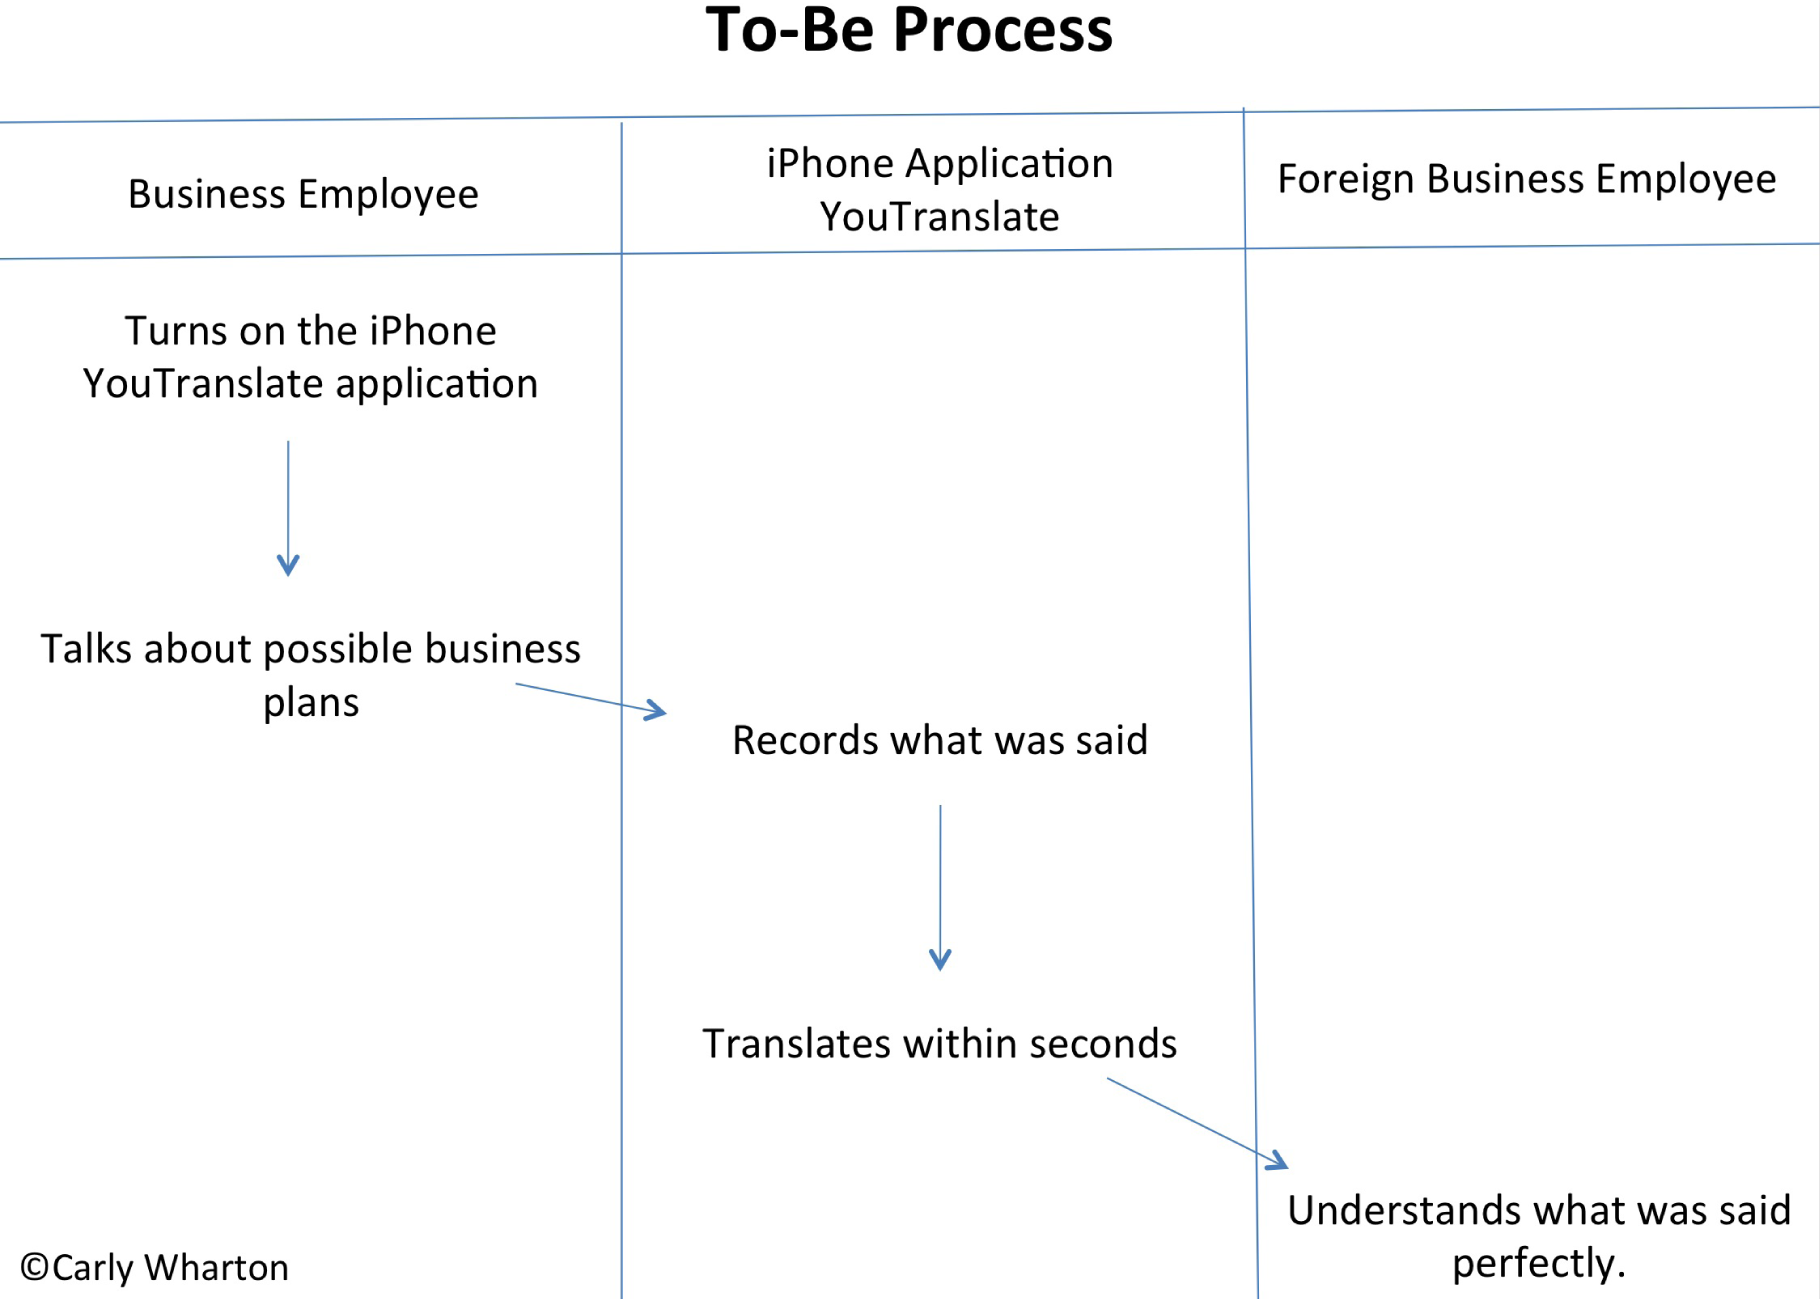 To-Be Process
Business Employee
iPhone Application
YouTranslate
Foreign Business Employee
Turns on the iPhone
YouTranslate application
Talks about possible business
plans
Records what was said
Translates within seconds
Understands what was said
perfectly.
©Carly Wharton